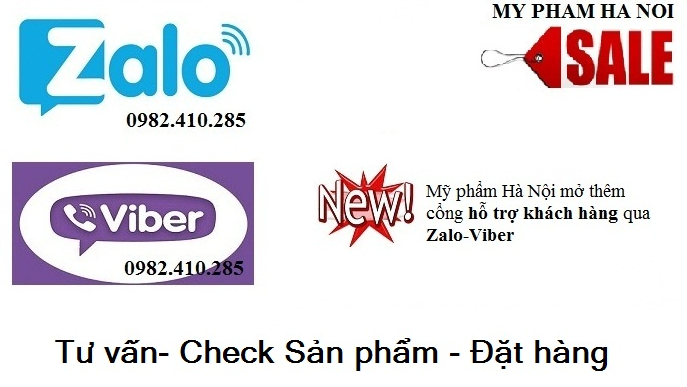 Zalo
0982.410.285
MY PHAM HA NOI
SALE
Viber
0982.410.285
New!
Mỹ phẩm Hà Nội mở thêm
cổng hỗ trợ khách hàng qua
Zalo-Viber
Tư vấn- Check Sản phẩm - Đặt hàng